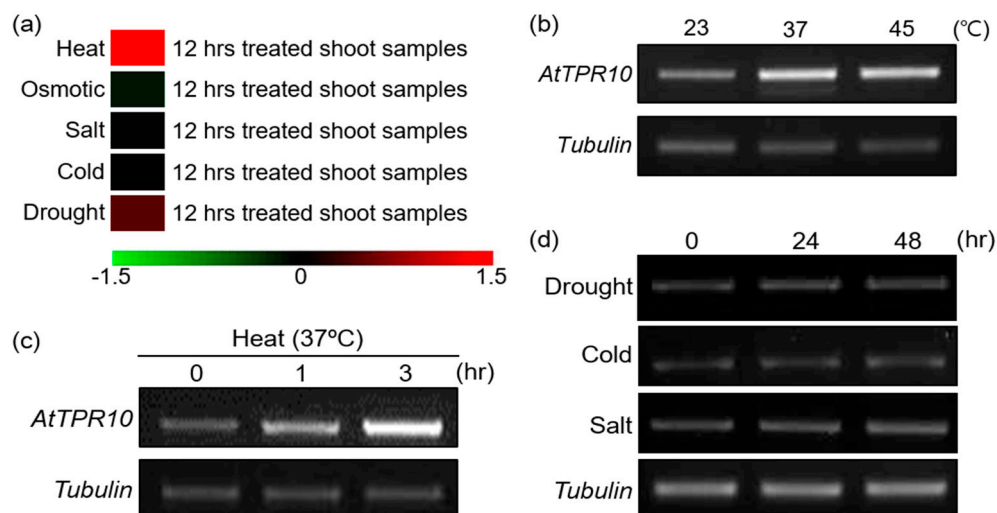 (a)
Heat 12 hrs treated shoot samples
Osmotic 12 hrs treated shoot samples
Salt 12 hrs treated shoot samples
Cold 12 hrs treated shoot samples
Drought 12 hrs treated shoot samples
-1.5 0 1.5
(b)
23 37 45 (℃)
AtTPR10
Tubulin
(c)
Heat (37ºC)
0 1 3 (hr)
AtTPR10
Tubulin
(d)
0 24 48 (hr)
Drought
Cold
Salt
Tubulin